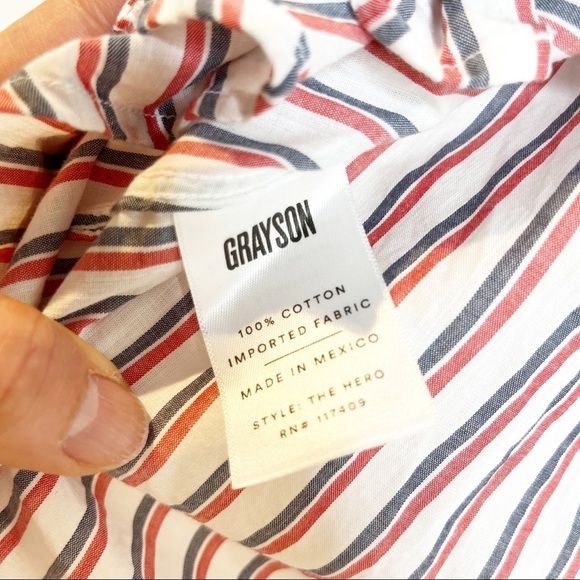 GRAYSON
100% COTTON
IMPORTED FABRIC
MADE IN MEXICO
STYLE: THE HERO
RN# 117409